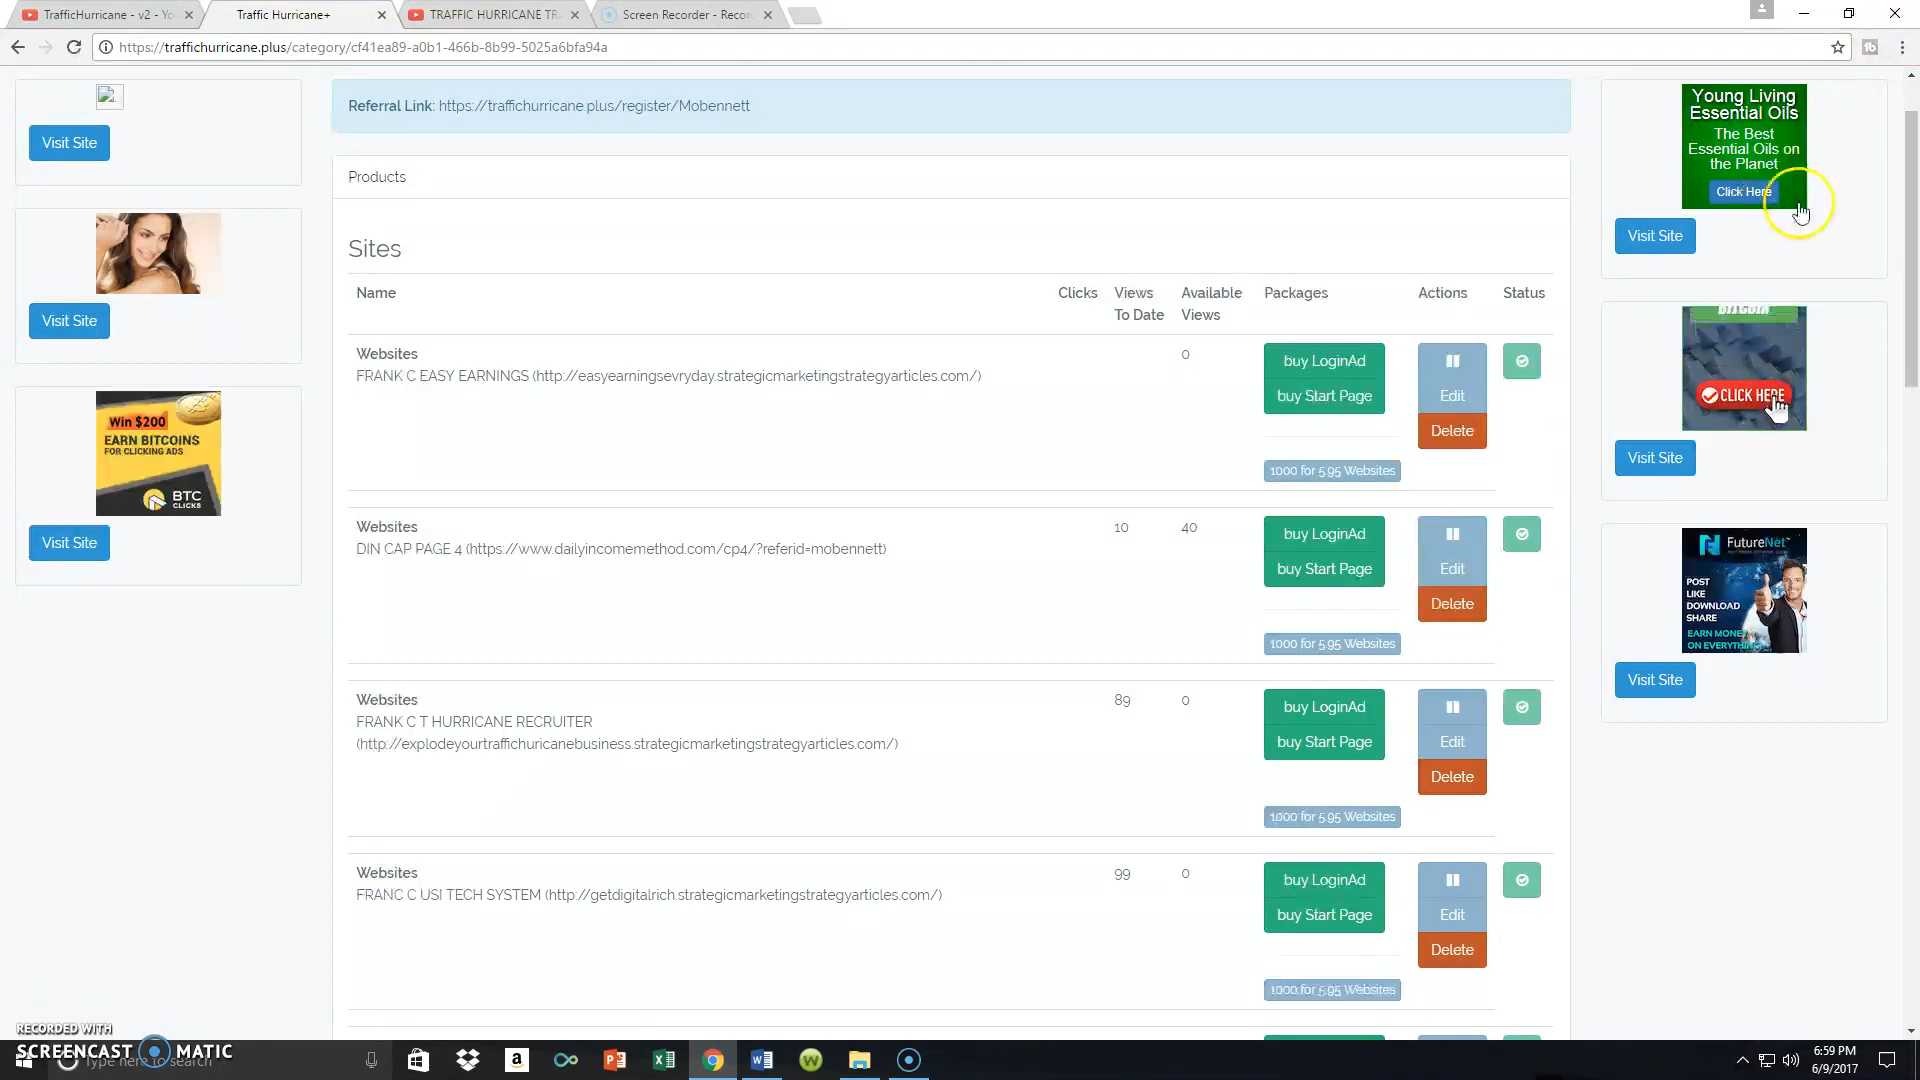 TrafficHurricane - v2 - Yo
Traffic Hurricane+
TRAFFIC HURRICANE TR
Screen Recorder - Recor
https://traffichurricane.plus/category/cf41ea89-a0b1-466b-8b99-5025a6bfa94a
Visit Site
Visit Site
Win $200
EARN BITCOINS
FOR CLICKING ADS
BTC
CLICKS
Visit Site
Referral Link: https://traffichurricane.plus/register/Mobennett
Products
Sites
Name
Clicks
Views
To Date
Available
Views
Packages
Actions
Status
Websites
FRANK C EASY EARNINGS (http://easyearningsevryday.strategicmarketingstrategyarticles.com/)
0
buy LoginAd
buy Start Page
1000 for 5.95 Websites
Edit
Delete
Websites
DIN CAP PAGE 4 (https://www.dailyincomemethod.com/cp4/?referid=mobennett)
10
40
buy LoginAd
buy Start Page
1000 for 5.95 Websites
Edit
Delete
Websites
FRANK C T HURRICANE RECRUITER
(http://explodeyourtraffichuricanebusiness.strategicmarketingstrategyarticles.com/)
89
0
buy LoginAd
buy Start Page
1000 for 5.95 Websites
Edit
Delete
Websites
FRANC C USI TECH SYSTEM (http://getdigitalrich.strategicmarketingstrategyarticles.com/)
99
0
buy LoginAd
buy Start Page
1000 for 5.95 Websites
Edit
Delete
Young Living
Essential Oils
The Best
Essential Oils on
the Planet
Click Here
Visit Site
BITCOIN
CLICK HERE
Visit Site
FutureNet
POST
LIKE
DOWNLOAD
SHARE
EARN MONEY
ON EVERYTHING
Visit Site
RECORDED WITH
SCREENCAST MATIC
Type here to search
6:59 PM
6/9/2017